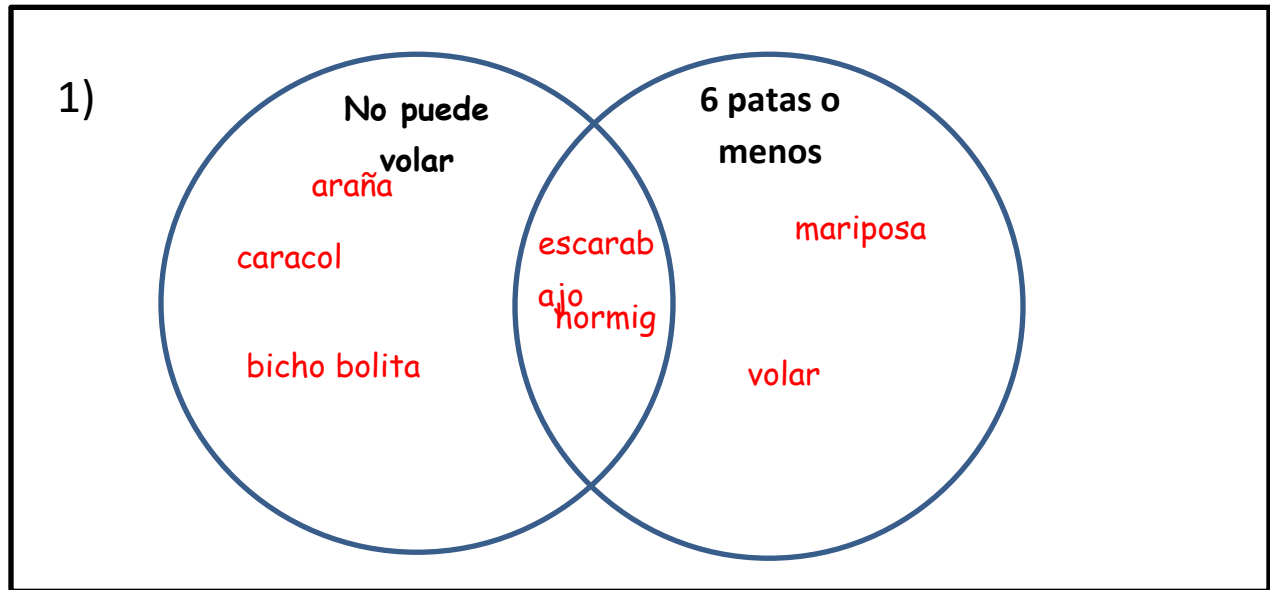 1)
No puede
volar
6 patas o
menos
araña
caracol
bicho bolita
escarab
ajo
hormig
mariposa
volar